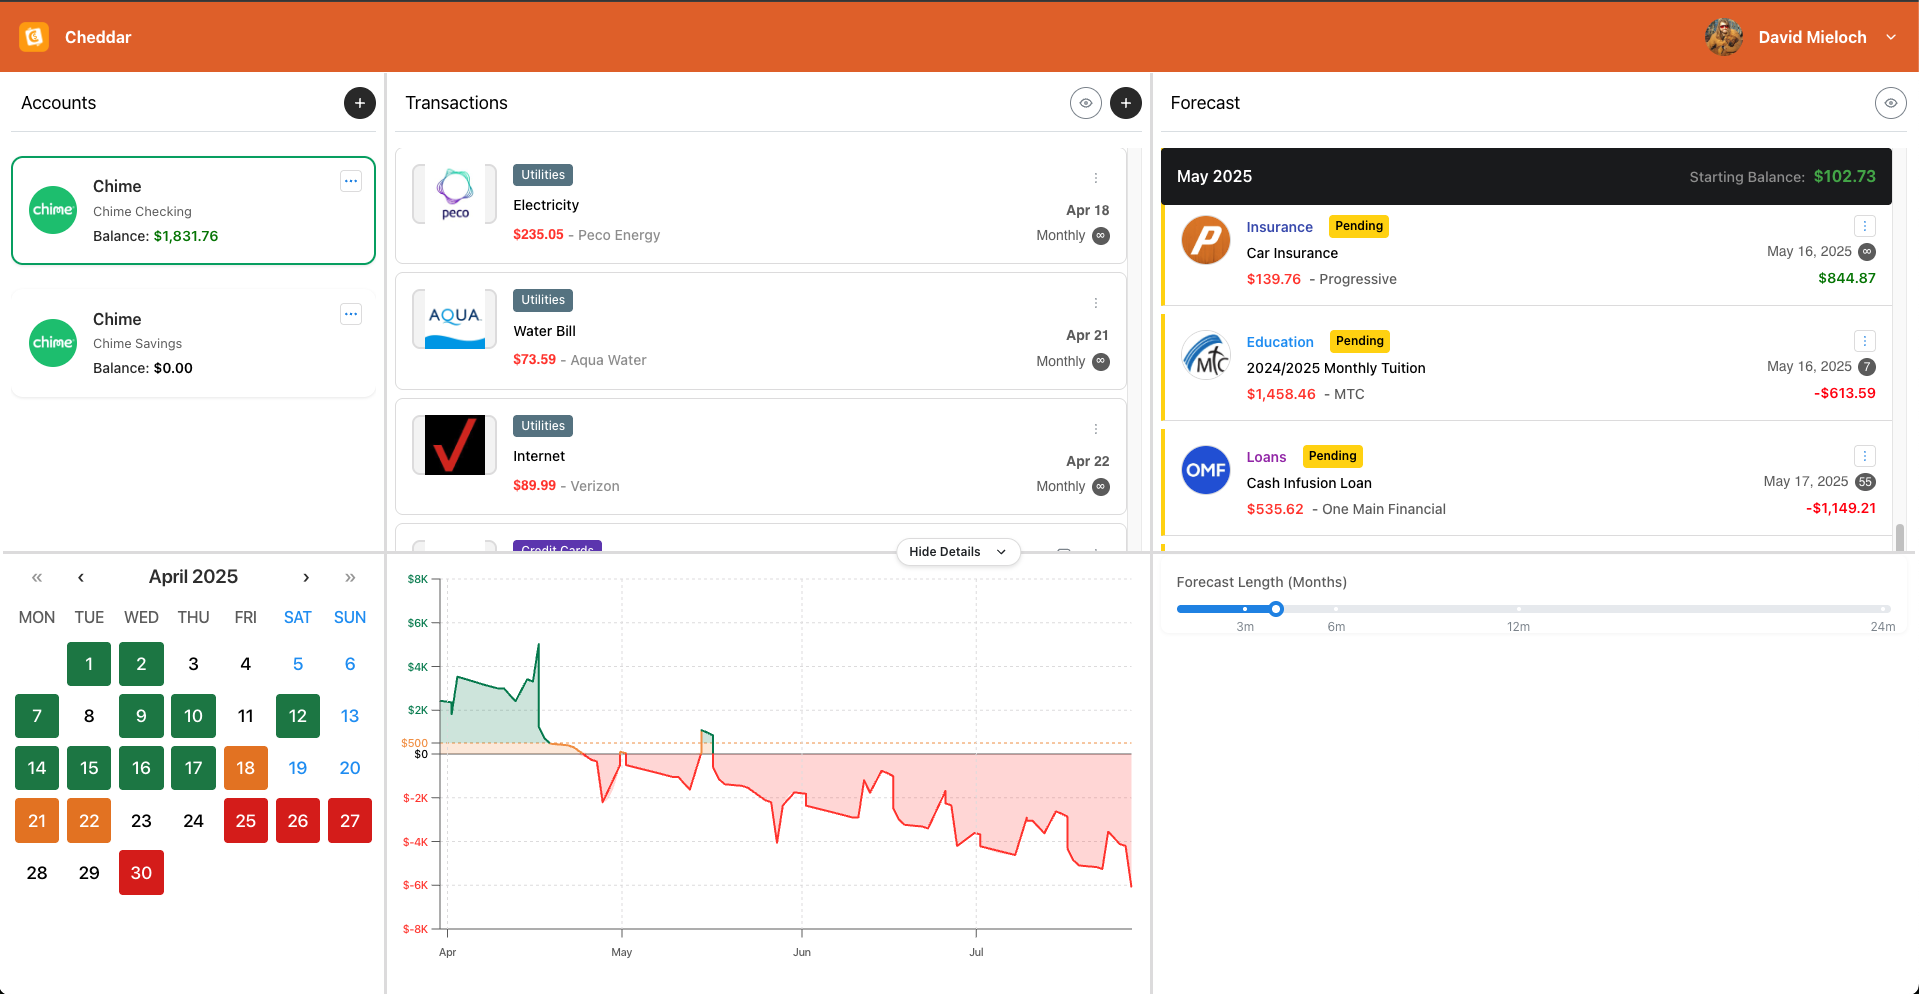 Cheddar
David Mieloch
Accounts
Chime
Chime Checking
Balance: $1,831.76
chime
Chime
Chime Savings
Balance: $0.00
chime
Transactions
peco
Utilities
Electricity
$235.05 - Peco Energy
Apr 18
Monthly
AQUA
Utilities
Water Bill
$73.59 - Aqua Water
Apr 21
Monthly
Utilities
Internet
$89.99 - Verizon
Apr 22
Monthly
Credit Cards
Hide Details
Forecast
May 2025
Starting Balance: $102.73
Insurance Pending
Car Insurance
$139.76 - Progressive
May 16, 2025
$844.87
MTC
Education Pending
2024/2025 Monthly Tuition
$1,458.46 - MTC
May 16, 2025 7
-$613.59
OMF
Loans Pending
Cash Infusion Loan
$535.62 - One Main Financial
May 17, 2025 55
-$1,149.21
« ‹ April 2025 › »
MON TUE WED THU FRI SAT SUN
1 2 3 4 5 6
7 8 9 10 11 12 13
14 15 16 17 18 19 20
21 22 23 24 25 26 27
28 29 30
$8K
$6K
$4K
$2K
$500
$0
$-2K
$-4K
$-6K
$-8K
Apr May Jun Jul
Forecast Length (Months)
3m 6m 12m 24m